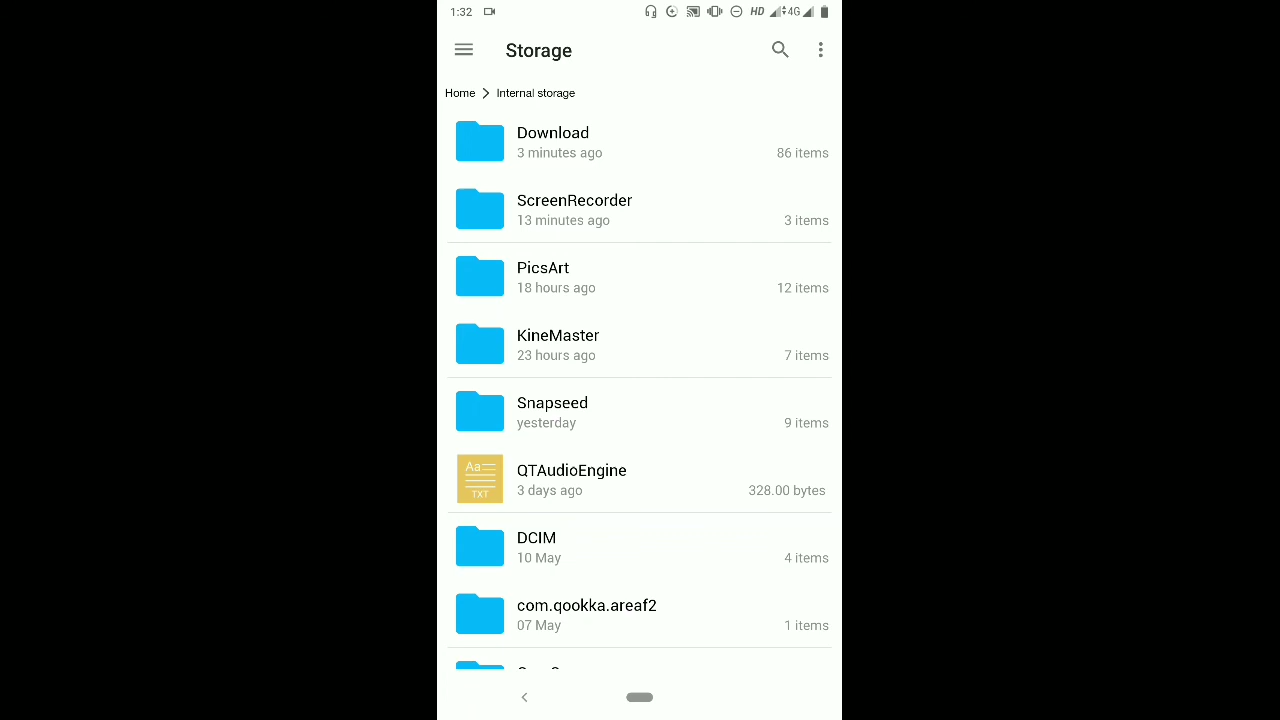 1:32 HD 4G
Storage
Home Internal storage
Download
3 minutes ago 86 items
ScreenRecorder
13 minutes ago 3 items
PicsArt
18 hours ago 12 items
KineMaster
23 hours ago 7 items
Snapseed
yesterday 9 items
Aa
TXT
QTAudioEngine
3 days ago 328.00 bytes
DCIM
10 May 4 items
com.qookka.areaf2
07 May 1 items